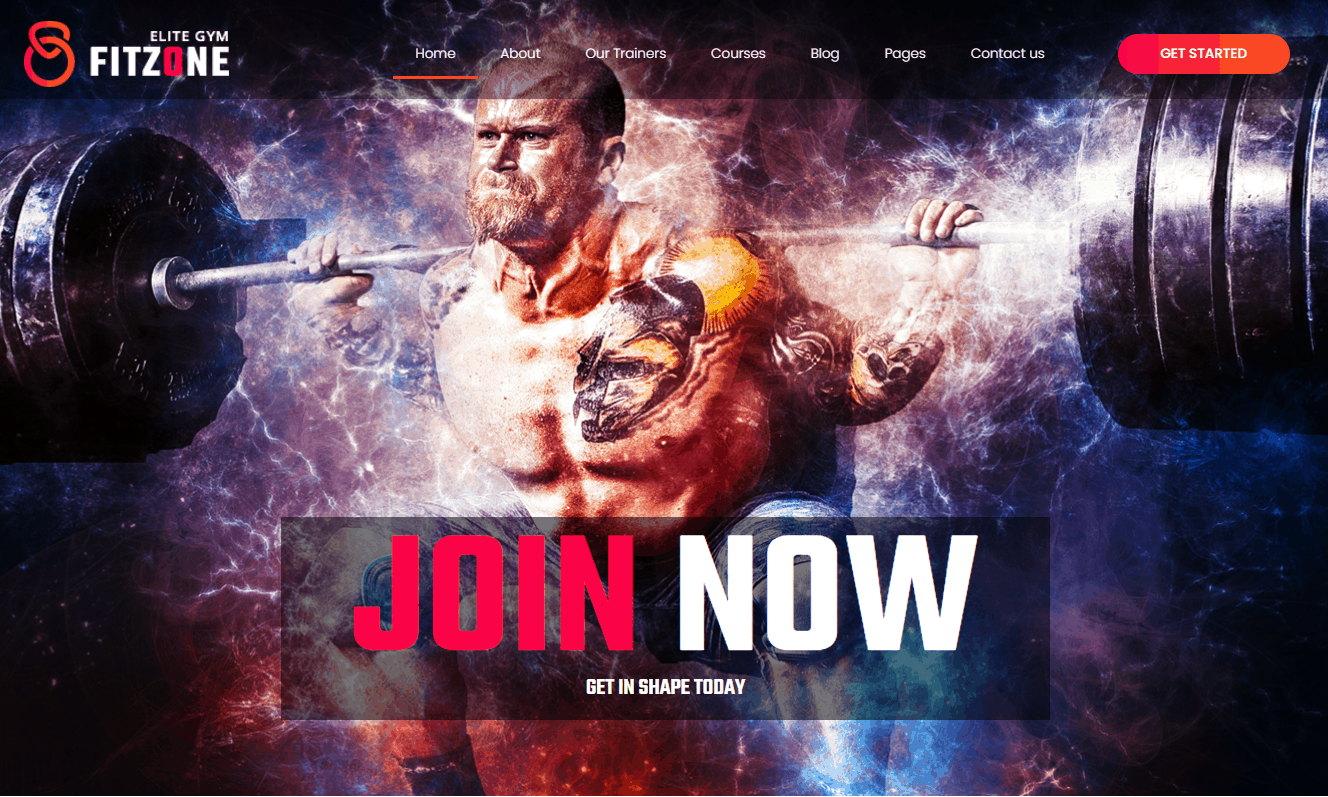 ELITE GYM
FITZONE
Home About Our Trainers Courses Blog Pages Contact us GET STARTED
JOIN NOW
GET IN SHAPE TODAY